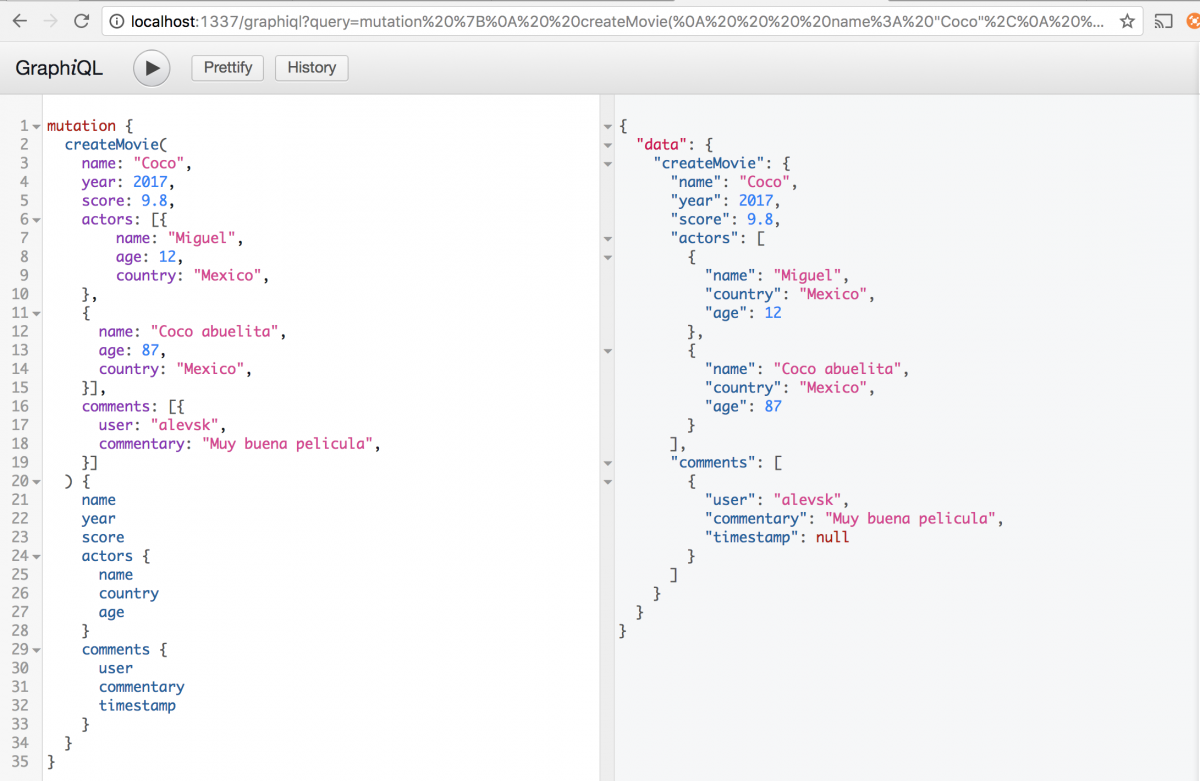 localhost:1337/graphiql?query=mutation%20%7B%0A%20%20createMovie(%0A%20%20%20%20name%3A%20"Coco"%2C%0A%20%...
GraphiQL Prettify History
1 mutation {
2   createMovie(
3     name: "Coco",
4     year: 2017,
5     score: 9.8,
6     actors: [{
7         name: "Miguel",
8         age: 12,
9         country: "Mexico",
10     },
11     {
12       name: "Coco abuelita",
13       age: 87,
14       country: "Mexico",
15     }],
16     comments: [{
17       user: "alevsk",
18       commentary: "Muy buena pelicula",
19     }]
20   ) {
21     name
22     year
23     score
24     actors {
25       name
26       country
27       age
28     }
29     comments {
30       user
31       commentary
32       timestamp
33     }
34   }
35 }
{
  "data": {
    "createMovie": {
      "name": "Coco",
      "year": 2017,
      "score": 9.8,
      "actors": [
        {
          "name": "Miguel",
          "country": "Mexico",
          "age": 12
        },
        {
          "name": "Coco abuelita",
          "country": "Mexico",
          "age": 87
        }
      ],
      "comments": [
        {
          "user": "alevsk",
          "commentary": "Muy buena pelicula",
          "timestamp": null
        }
      ]
    }
  }
}